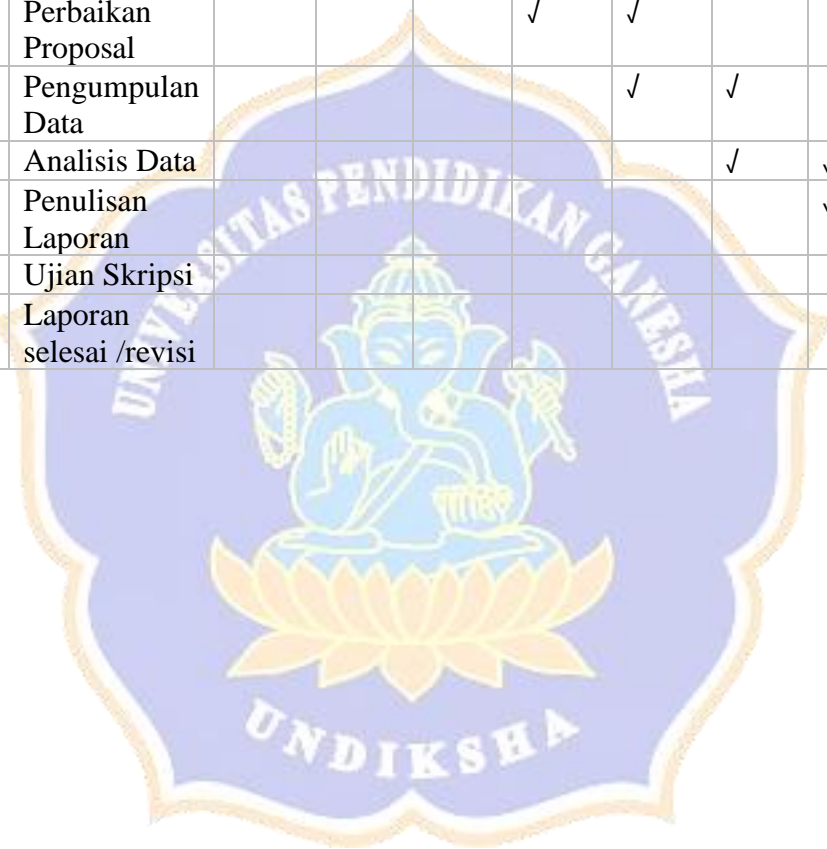 Perbaikan √ √
Proposal
Pengumpulan √ √
Data
Analisis Data √ √
Penulisan √
Laporan
Ujian Skripsi
Laporan
selesai /revisi
UNIVERSITAS PENDIDIKAN GANESHA
UNDIKSHA